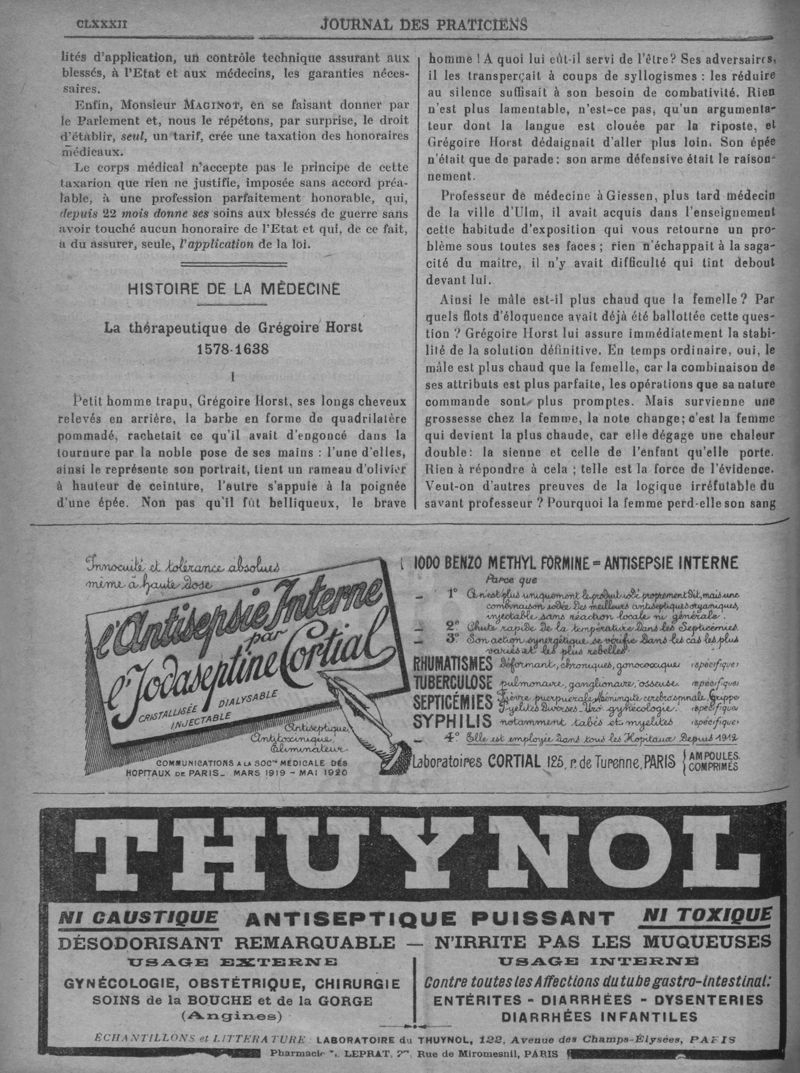 CLXXXII
JOURNAL DES PRATICIENS
lités d'application, un contrôle technique assurant aux
blessés, à l'Etat et aux médecins, les garanties néces-
saires.
Enfin, Monsieur MAGINOT, en se faisant donner par
le Parlement et, nous le répétons, par surprise, le droit
d'établir, seul, un tarif, crée une taxation des honoraires
médicaux.
Le corps médical n'accepte pas le principe de cette
taxarion que rien ne justifie, imposée sans accord préa-
lable, à une profession parfaitement honorable, qui,
depuis 22 mois donne ses soins aux blessés de guerre sans
avoir touché aucun honoraire de l'Etat et qui, de ce fait,
a du assurer, seule, l'application de la loi.
HISTOIRE DE LA MÉDECINE
La thérapeutique de Grégoire Horst
1578-1638
I
Petit homme trapu, Grégoire Horst, ses longs cheveux
relevés en arrière, la barbe en forme de quadrilatère
pommadé, rachetait ce qu'il avait d'engoncé dans la
tournure par la noble pose de ses mains : l'une d'elles,
ainsi le représente son portrait, tient un rameau d'olivier
à hauteur de ceinture, l'autre s'appuie à la poignée
d'une épée. Non pas qu'il fût belliqueux, le brave
homme ! A quoi lui eût-il servi de l'être? Ses adversaires,
il les transperçait à coups de syllogismes : les réduire
au silence suffisait à son besoin de combativité. Rien
n'est plus lamentable, n'est-ce pas, qu'un argumenta-
teur dont la langue est clouée par la riposte, et
Grégoire Horst dédaignait d'aller plus loin. Son épée
n'était que de parade : son arme défensive était le raison-
nement.
Professeur de médecine à Giessen, plus tard médecin
de la ville d'Ulm, il avait acquis dans l'enseignement
cette habitude d'exposition qui vous retourne un pro-
blème sous toutes ses faces ; rien n'échappait à la saga-
cité du maitre, il n'y avait difficulté qui tint debout
devant lui.
Ainsi le mâle est-il plus chaud que la femelle ? Par
quels flots d'éloquence avait déjà été ballottée cette ques-
tion ? Grégoire Horst lui assure immédiatement la stabi-
lité de la solution définitive. En temps ordinaire, oui, le
mâle est plus chaud que la femelle, car la combinaison de
ses attributs est plus parfaite, les opérations que sa nature
commande sont plus promptes. Mais survienne une
grossesse chez la femme, la note change; c'est la femme
qui devient la plus chaude, car elle dégage une chaleur
double : la sienne et celle de l'enfant qu'elle porte.
Rien à répondre à cela ; telle est la force de l'évidence.
Veut-on d'autres preuves de la logique irréfutable du
savant professeur ? Pourquoi la femme perd-elle son sang
Innocuité et tolérance absolues
même à haute dose
l'Antisepsie Interne
par
l'Iodaseptine Cortial
CRISTALLISÉE DIALYSABLE
INJECTABLE
Antiseptique
Antitoxinique
Éliminateur
COMMUNICATIONS A LA SOCTÉ MÉDICALE DES
HOPITAUX DE PARIS_ MARS 1919 - MAI 1920
IODO BENZO METHYL FORMINE = ANTISEPSIE INTERNE
Parce que
_ 1° Ce n'est plus uniquement le produit iodé proprement dit, mais une
combinaison iodée des meilleurs antiseptiques organiques,
injectable sans réaction locale ni générale.
_ 2° Chute rapide de la température dans les Septicémies.
_ 3° Son action synergétique se vérifie dans les cas les plus
variés et les plus rebelles.
RHUMATISMES déformant, chroniques, gonococcique (spécifique)
TUBERCULOSE pulmonaire, ganglionaire, osseuse (spécifique)
SEPTICÉMIES Fièvre puerpuérale, Méningite cérébrospinale, Grippe
Pyélites Diverses. Uro gynécologie. (spécifique)
SYPHILIS notamment tabès et myélites (spécifique)
_ 4° Elle est employée dans tous les Hopitaux Depuis 1912
Laboratoires CORTIAL 125, r. de Turenne, PARIS { AMPOULES
COMPRIMÉS
THUYNOL
NI CAUSTIQUE ANTISEPTIQUE PUISSANT NI TOXIQUE
DÉSODORISANT REMARQUABLE — N'IRRITE PAS LES MUQUEUSES
USAGE EXTERNE
GYNÉCOLOGIE, OBSTÉTRIQUE, CHIRURGIE
SOINS de la BOUCHE et de la GORGE
(Angines)
USAGE INTERNE
Contre toutes les Affections du tube gastro-intestinal:
ENTÉRITES - DIARRHÉES - DYSENTERIES
DIARRHÉES INFANTILES
ÉCHANTILLONS et LITTÉRATURE : LABORATOIRE du THUYNOL, 122, Avenue des Champs-Élysées, PARIS
Pharmacie LEPRAT, Rue de Miromesnil, PARIS